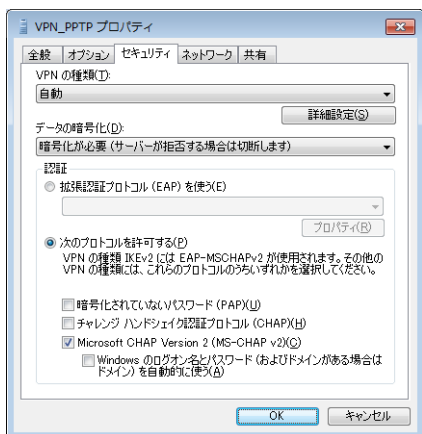 VPN_PPTP プロパティ
全般 オプション セキュリティ ネットワーク 共有
VPN の種類(T):
自動
詳細設定(S)
データの暗号化(D):
暗号化が必要 (サーバーが拒否する場合は切断します)
認証
拡張認証プロトコル (EAP) を使う(E)
プロパティ(R)
次のプロトコルを許可する(P)
VPN の種類 IKEv2 には EAP-MSCHAPv2 が使用されます。その他の
VPN の種類には、これらのプロトコルのうちいずれかを選択してください。
暗号化されていないパスワード (PAP)(U)
チャレンジ ハンドシェイク認証プロトコル (CHAP)(H)
Microsoft CHAP Version 2 (MS-CHAP v2)(C)
Windows のログオン名とパスワード (およびドメインがある場合は
ドメイン) を自動的に使う(A)
OK キャンセル